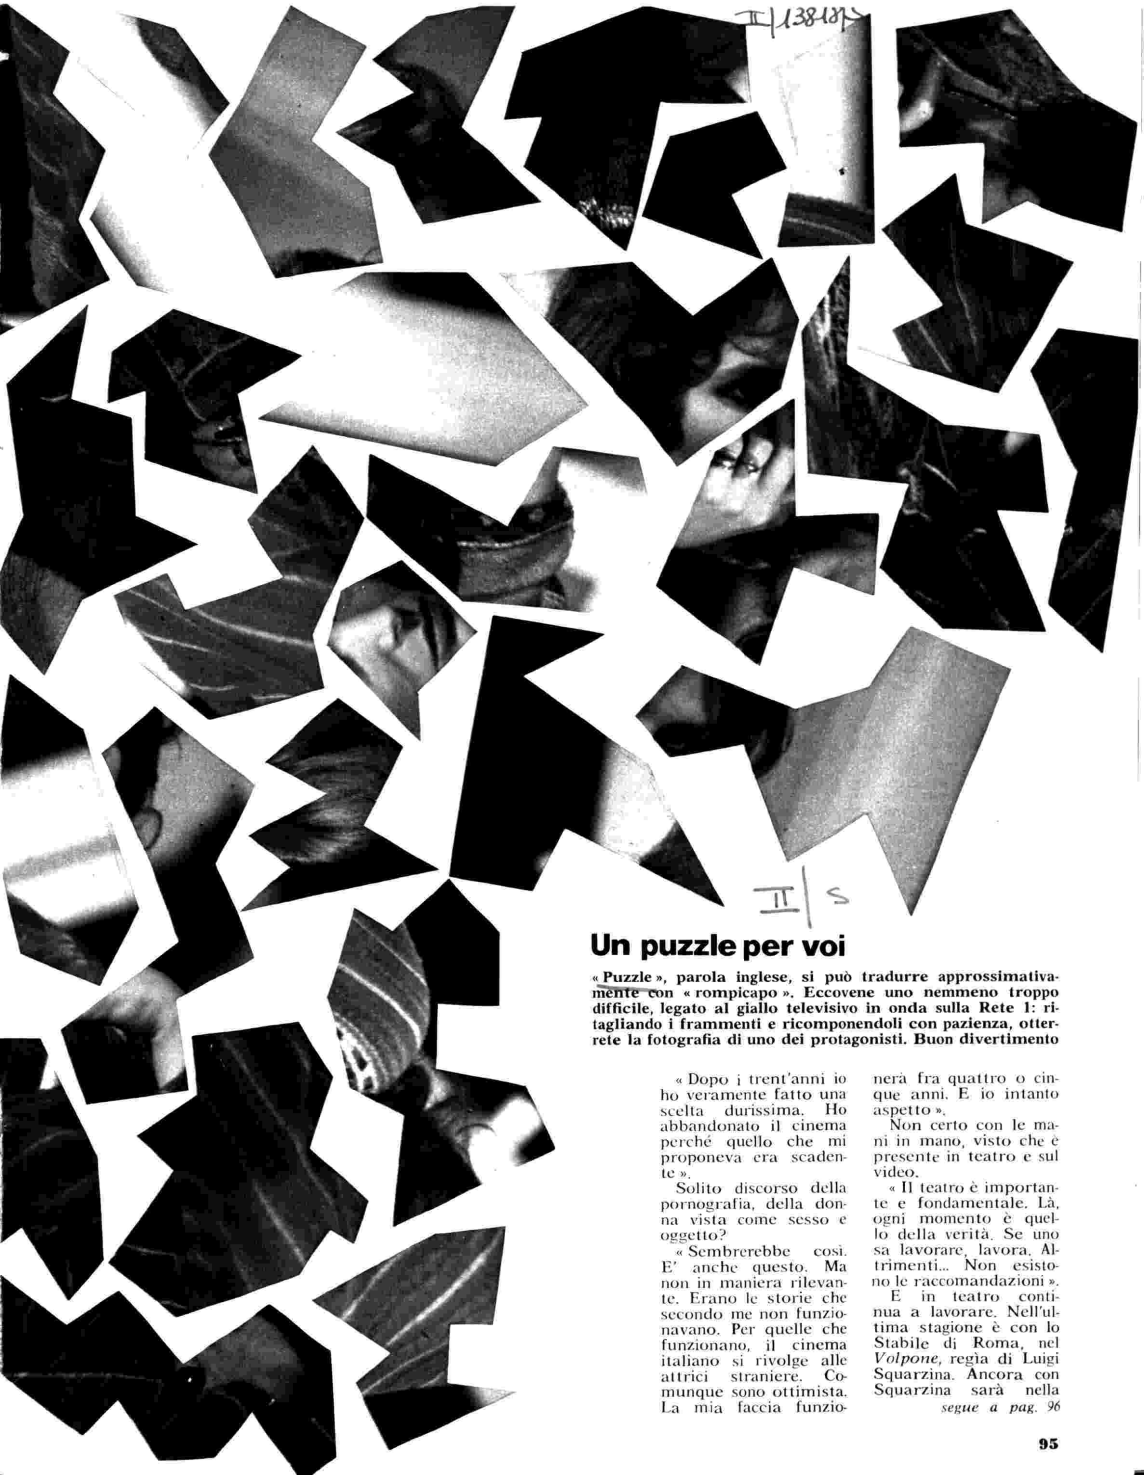 II/13818/S
II/S
Un puzzle per voi
« Puzzle », parola inglese, si può tradurre approssimativa-
mente con « rompicapo ». Eccovene uno nemmeno troppo
difficile, legato al giallo televisivo in onda sulla Rete 1: ri-
tagliando i frammenti e ricomponendoli con pazienza, otter-
rete la fotografia di uno dei protagonisti. Buon divertimento
« Dopo i trent'anni io
ho veramente fatto una
scelta durissima. Ho
abbandonato il cinema
perché quello che mi
proponeva era scaden-
te ».
Solito discorso della
pornografia, della don-
na vista come sesso e
oggetto?
« Sembrerebbe così.
E' anche questo. Ma
non in maniera rilevan-
te. Erano le storie che
secondo me non funzio-
navano. Per quelle che
funzionano, il cinema
italiano si rivolge alle
attrici straniere. Co-
munque sono ottimista.
La mia faccia funzio-
nerà fra quattro o cin-
que anni. E io intanto
aspetto ».
Non certo con le ma-
ni in mano, visto che è
presente in teatro e sul
video.
« Il teatro è importan-
te e fondamentale. Là,
ogni momento è quel-
lo della verità. Se uno
sa lavorare, lavora. Al-
trimenti... Non esisto-
no le raccomandazioni ».
E in teatro conti-
nua a lavorare. Nell'ul-
tima stagione è con lo
Stabile di Roma, nel
Volpone, regìa di Luigi
Squarzina. Ancora con
Squarzina sarà nella
segue a pag. 96
95